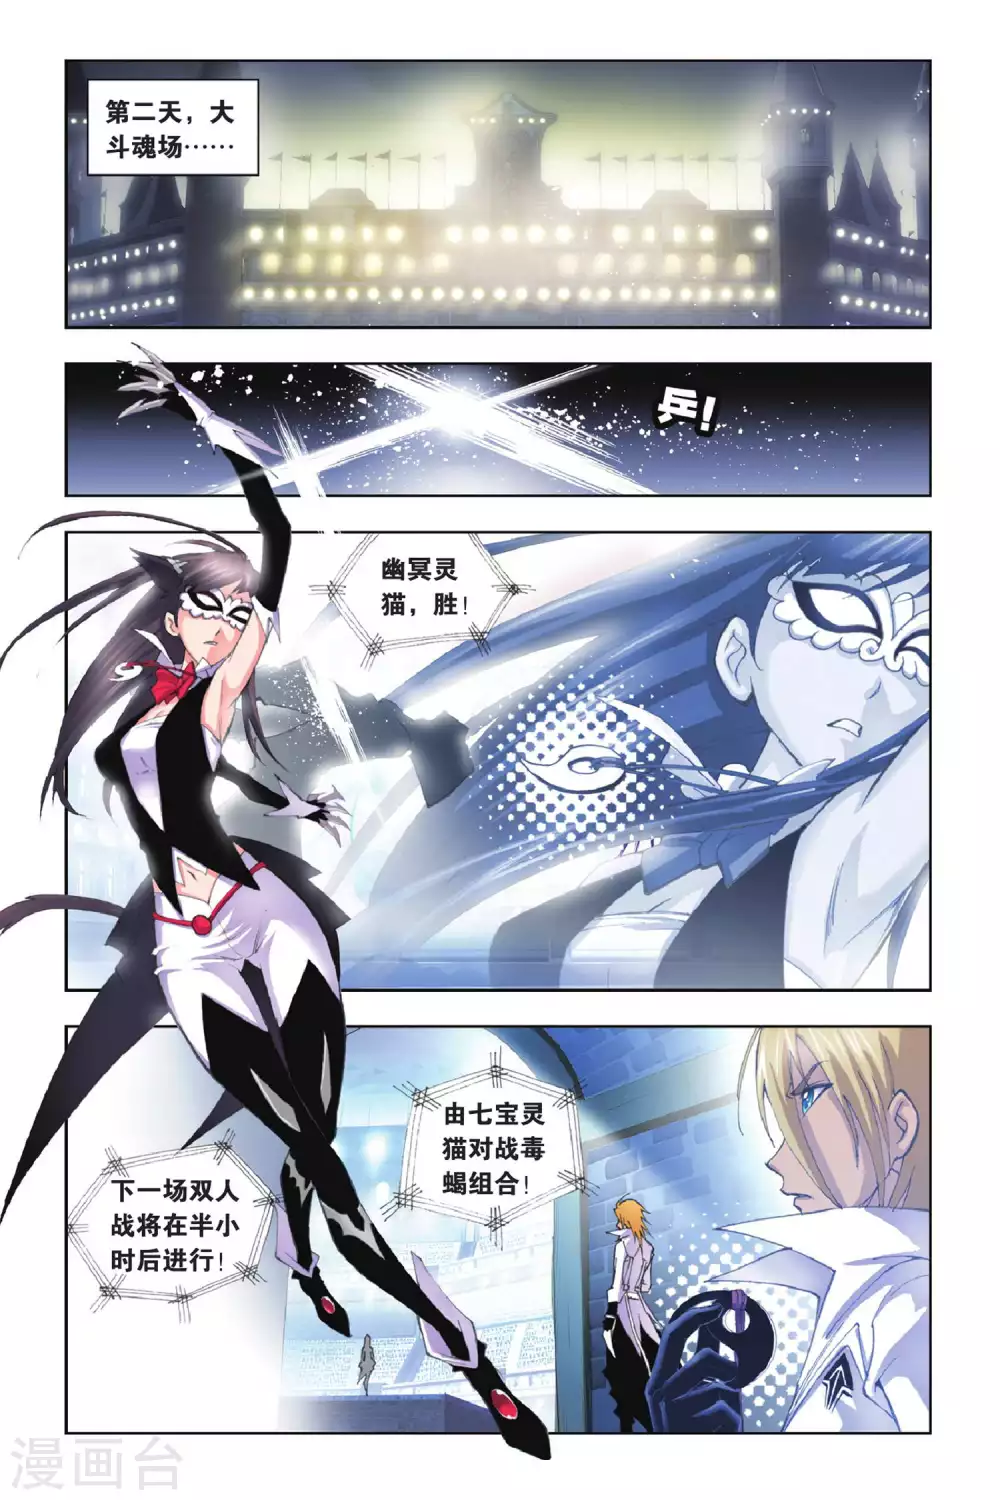 第二天，大
斗魂场……
乒！
幽冥灵
猫，胜！
由七宝灵
猫对战毒
蝎组合！
下一场双人
战将在半小
时后进行！
漫画台